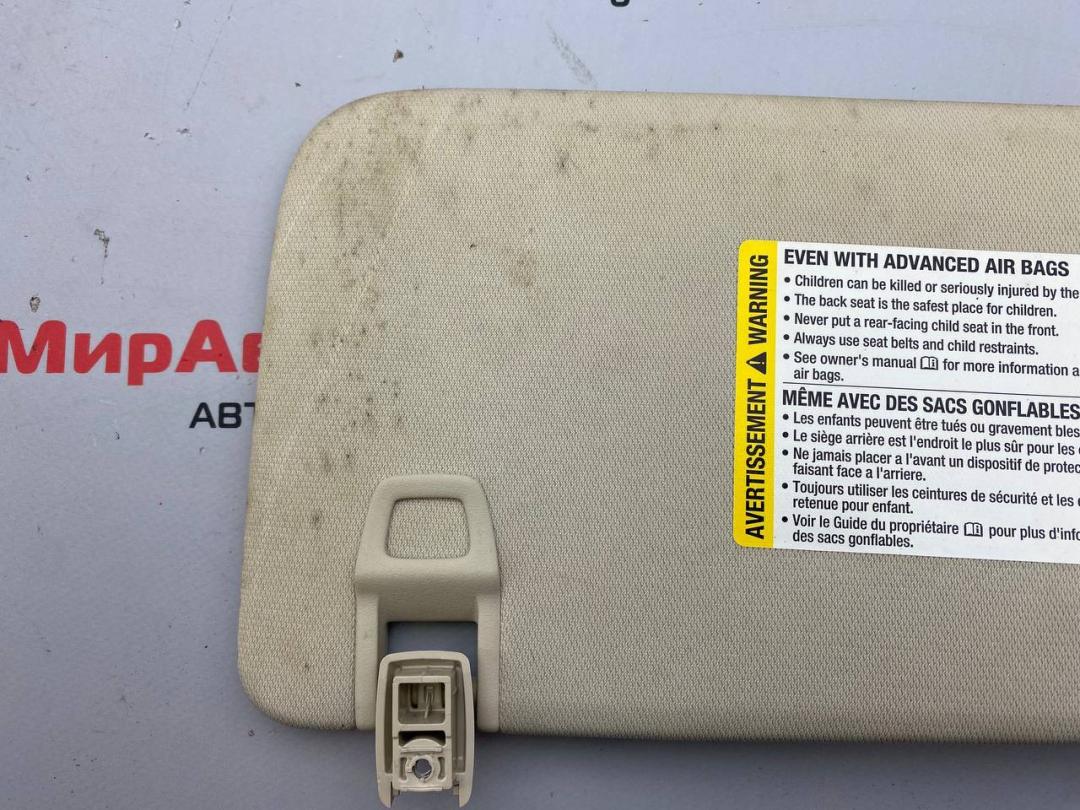 МирАв
АВТ
AVERTISSEMENT ⚠ WARNING
EVEN WITH ADVANCED AIR BAGS
• Children can be killed or seriously injured by the
• The back seat is the safest place for children.
• Never put a rear-facing child seat in the front.
• Always use seat belts and child restraints.
• See owner's manual for more information a
air bags.
MÊME AVEC DES SACS GONFLABLES
• Les enfants peuvent être tués ou gravement bles
• Le siège arrière est l'endroit le plus sûr pour les
• Ne jamais placer a l'avant un dispositif de protec
faisant face a l'arriere.
• Toujours utiliser les ceintures de sécurité et les
retenue pour enfant.
• Voir le Guide du propriétaire pour plus d'info
des sacs gonflables.